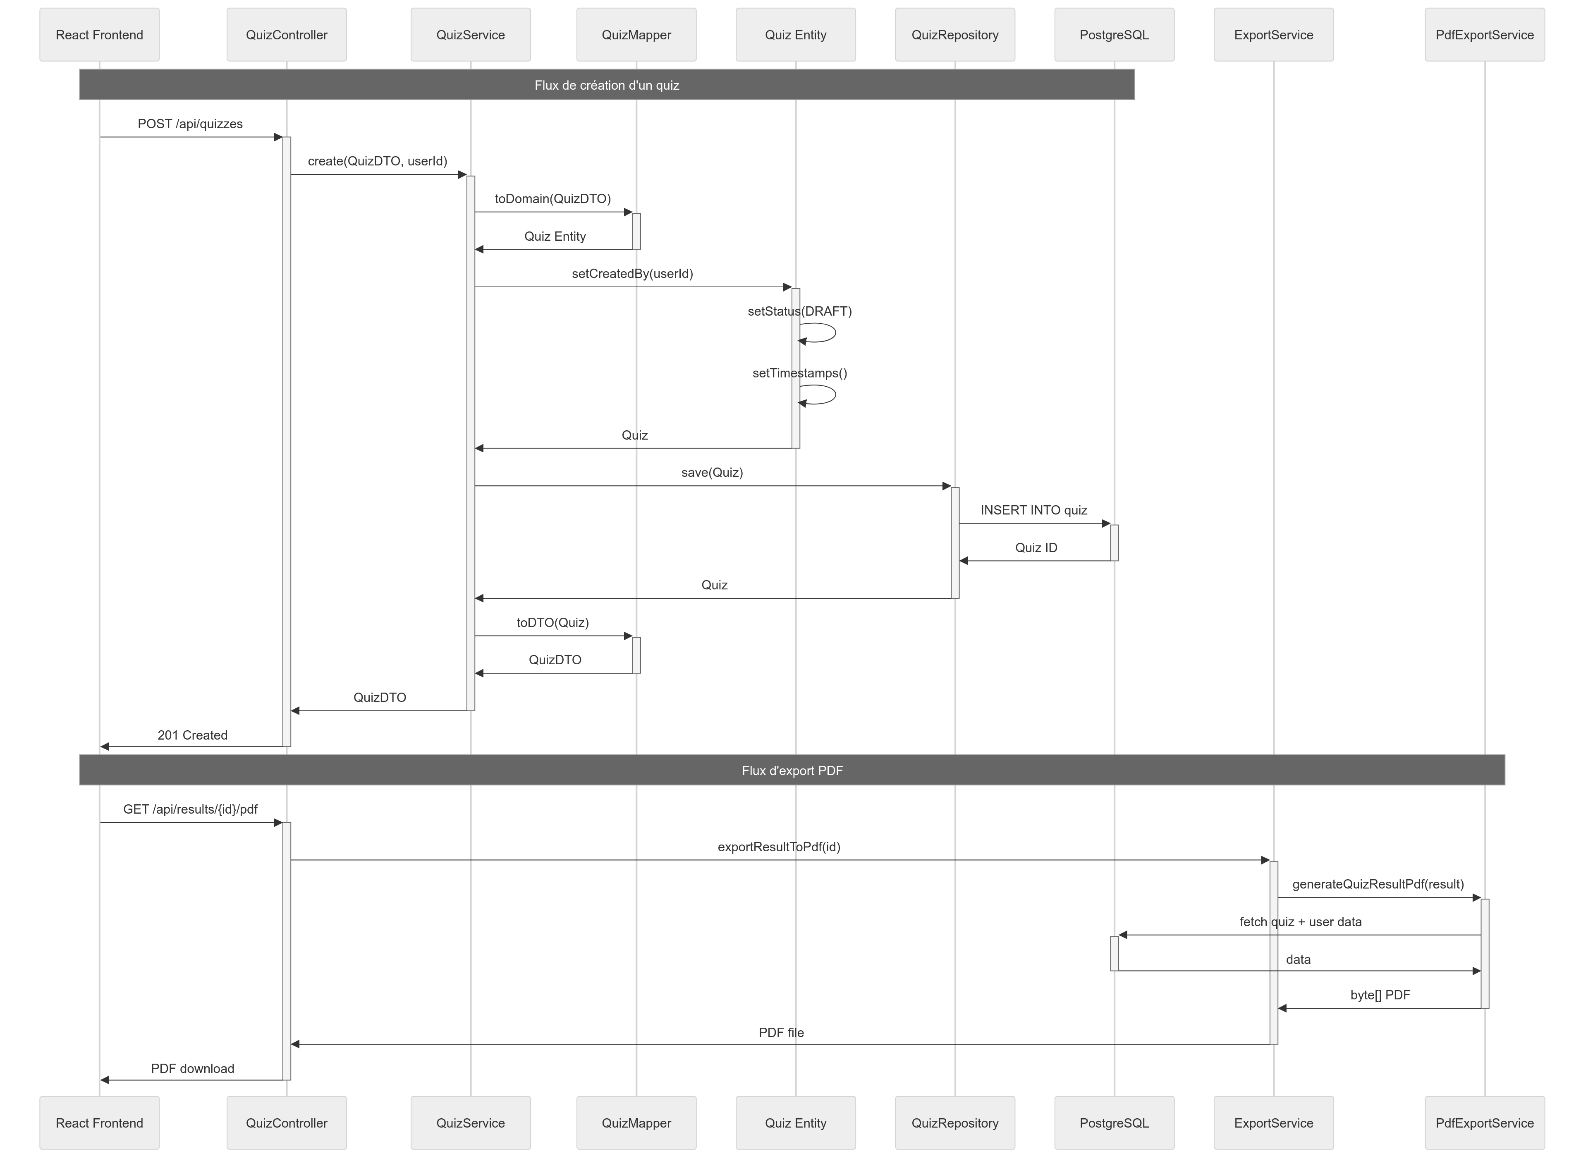 React Frontend
QuizController
QuizService
QuizMapper
Quiz Entity
QuizRepository
PostgreSQL
ExportService
PdfExportService
Flux de création d'un quiz
POST /api/quizzes
create(QuizDTO, userId)
toDomain(QuizDTO)
Quiz Entity
setCreatedBy(userId)
setStatus(DRAFT)
setTimestamps()
Quiz
save(Quiz)
INSERT INTO quiz
Quiz ID
Quiz
toDTO(Quiz)
QuizDTO
QuizDTO
201 Created
Flux d'export PDF
GET /api/results/{id}/pdf
exportResultToPdf(id)
generateQuizResultPdf(result)
fetch quiz + user data
data
byte[] PDF
PDF file
PDF download
React Frontend
QuizController
QuizService
QuizMapper
Quiz Entity
QuizRepository
PostgreSQL
ExportService
PdfExportService